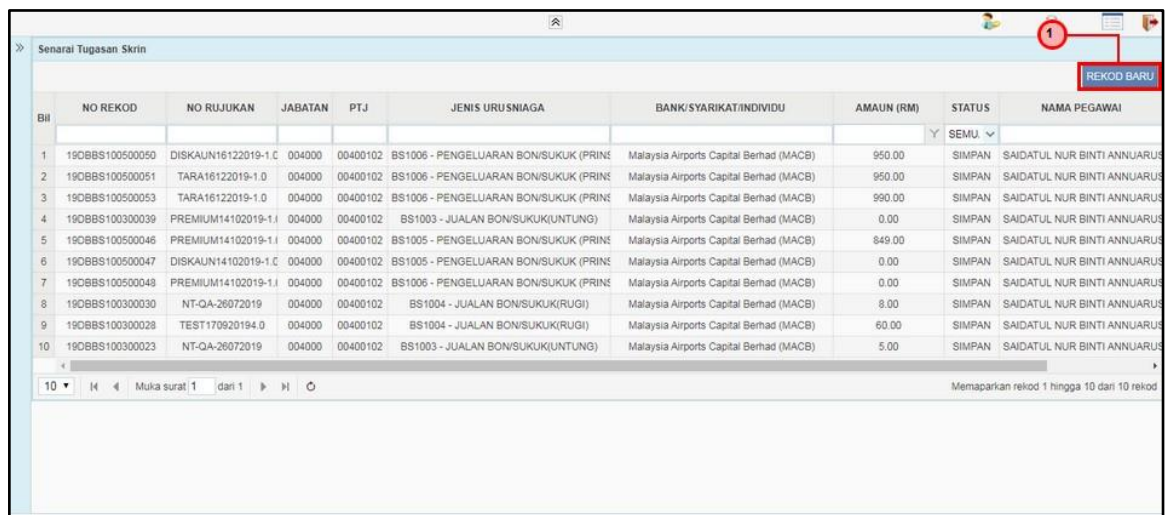 1
Senarai Tugasan Skrin
REKOD BARU
Bil NO REKOD NO RUJUKAN JABATAN PTJ JENIS URUSNIAGA BANK/SYARIKAT/INDIVIDU AMAUN (RM) STATUS NAMA PEGAWAI
SEMU.
1 19DBBS100500050 DISKAUN16122019-1.0 004000 00400102 BS1006 - PENGELUARAN BON/SUKUK (PRINS Malaysia Airports Capital Berhad (MACB) 950.00 SIMPAN SAIDATUL NUR BINTI ANNUARUS
2 19DBBS100500051 TARA16122019-1.0 004000 00400102 BS1006 - PENGELUARAN BON/SUKUK (PRINS Malaysia Airports Capital Berhad (MACB) 950.00 SIMPAN SAIDATUL NUR BINTI ANNUARUS
3 19DBBS100500053 TARA16122019-1.0 004000 00400102 BS1006 - PENGELUARAN BON/SUKUK (PRINS Malaysia Airports Capital Berhad (MACB) 990.00 SIMPAN SAIDATUL NUR BINTI ANNUARUS
4 19DBBS100300039 PREMIUM14102019-1.( 004000 00400102 BS1003 - JUALAN BON/SUKUK(UNTUNG) Malaysia Airports Capital Berhad (MACB) 0.00 SIMPAN SAIDATUL NUR BINTI ANNUARUS
5 19DBBS100500046 PREMIUM14102019-1.( 004000 00400102 BS1005 - PENGELUARAN BON/SUKUK (PRINS Malaysia Airports Capital Berhad (MACB) 849.00 SIMPAN SAIDATUL NUR BINTI ANNUARUS
6 19DBBS100500047 DISKAUN14102019-1.0 004000 00400102 BS1005 - PENGELUARAN BON/SUKUK (PRINS Malaysia Airports Capital Berhad (MACB) 0.00 SIMPAN SAIDATUL NUR BINTI ANNUARUS
7 19DBBS100500048 PREMIUM14102019-1.( 004000 00400102 BS1006 - PENGELUARAN BON/SUKUK (PRINS Malaysia Airports Capital Berhad (MACB) 0.00 SIMPAN SAIDATUL NUR BINTI ANNUARUS
8 19DBBS100300030 NT-QA-26072019 004000 00400102 BS1004 - JUALAN BON/SUKUK(RUGI) Malaysia Airports Capital Berhad (MACB) 8.00 SIMPAN SAIDATUL NUR BINTI ANNUARUS
9 19DBBS100300028 TEST170920194.0 004000 00400102 BS1004 - JUALAN BON/SUKUK(RUGI) Malaysia Airports Capital Berhad (MACB) 60.00 SIMPAN SAIDATUL NUR BINTI ANNUARUS
10 19DBBS100300023 NT-QA-26072019 004000 00400102 BS1003 - JUALAN BON/SUKUK(UNTUNG) Malaysia Airports Capital Berhad (MACB) 5.00 SIMPAN SAIDATUL NUR BINTI ANNUARUS
10 Muka surat 1 dari 1 Memaparkan rekod 1 hingga 10 dari 10 rekod